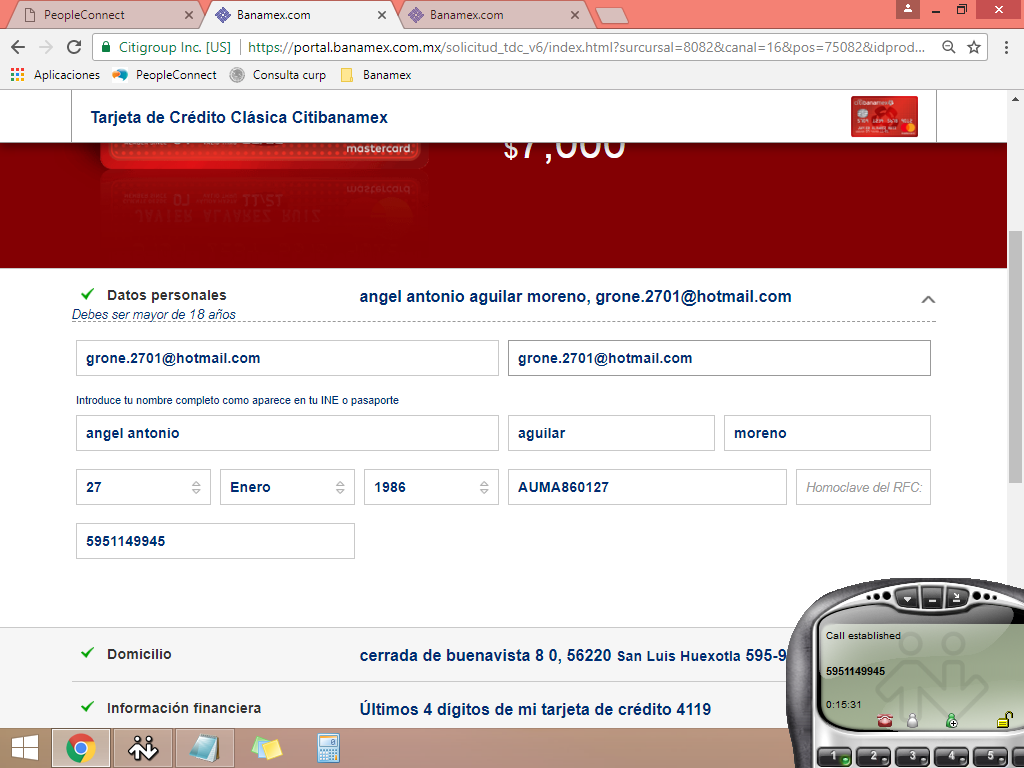 PeopleConnect
Banamex.com
Banamex.com
Citigroup Inc. [US] https://portal.banamex.com.mx/solicitud_tdc_v6/index.html?surcursal=8082&canal=16&pos=75082&idprod...
Aplicaciones PeopleConnect Consulta curp Banamex
Tarjeta de Crédito Clásica Citibanamex
mastercard
$7,000
Datos personales
angel antonio aguilar moreno, grone.2701@hotmail.com
Debes ser mayor de 18 años
grone.2701@hotmail.com
grone.2701@hotmail.com
Introduce tu nombre completo como aparece en tu INE o pasaporte
angel antonio
aguilar
moreno
27
Enero
1986
AUMA860127
Homoclave del RFC:
5951149945
Domicilio
cerrada de buenavista 8 0, 56220 San Luis Huexotla 595-9
Información financiera
Últimos 4 dígitos de mi tarjeta de crédito 4119
Call established
5951149945
0:15:31
1 2 3 4 5